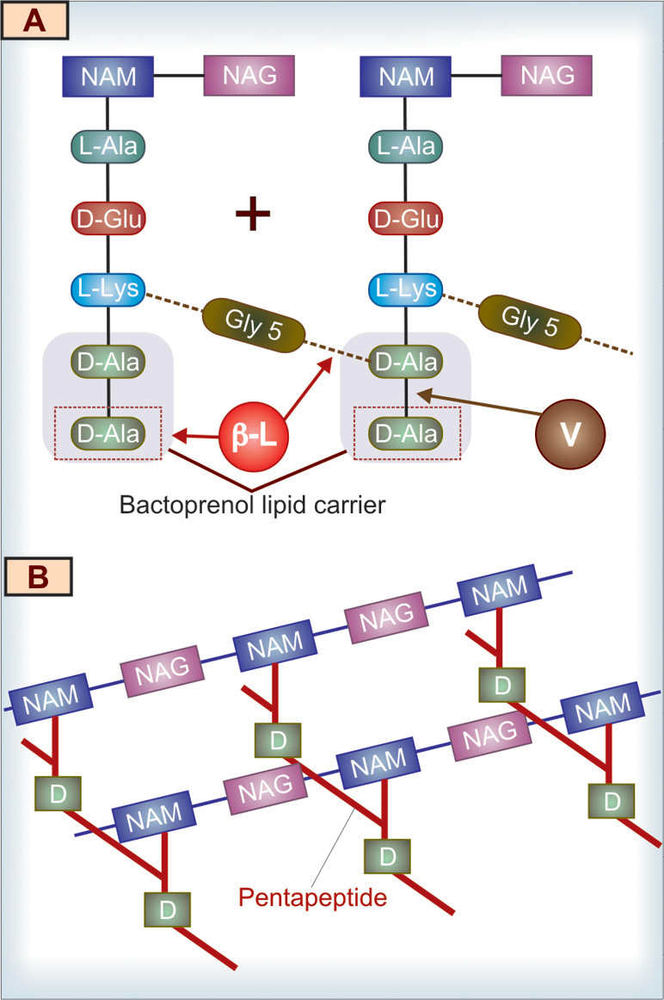 A
NAM NAG NAM NAG
L-Ala L-Ala
D-Glu + D-Glu
L-Lys L-Lys
Gly 5 Gly 5
D-Ala D-Ala
D-Ala β-L D-Ala V
Bactoprenol lipid carrier
B
NAM NAG NAM NAG NAM
D D D
NAM NAG NAM NAG NAM
D D D
Pentapeptide